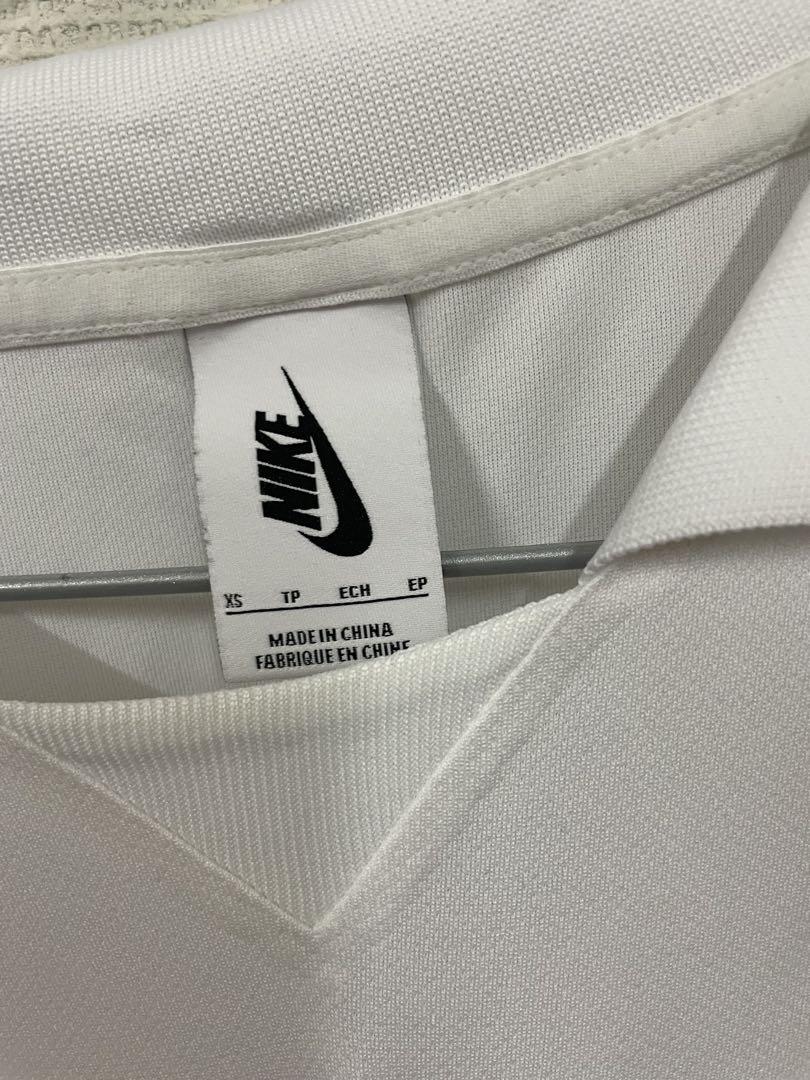 NIKE
XS TP ECH EP
MADE IN CHINA
FABRIQUE EN CHINE